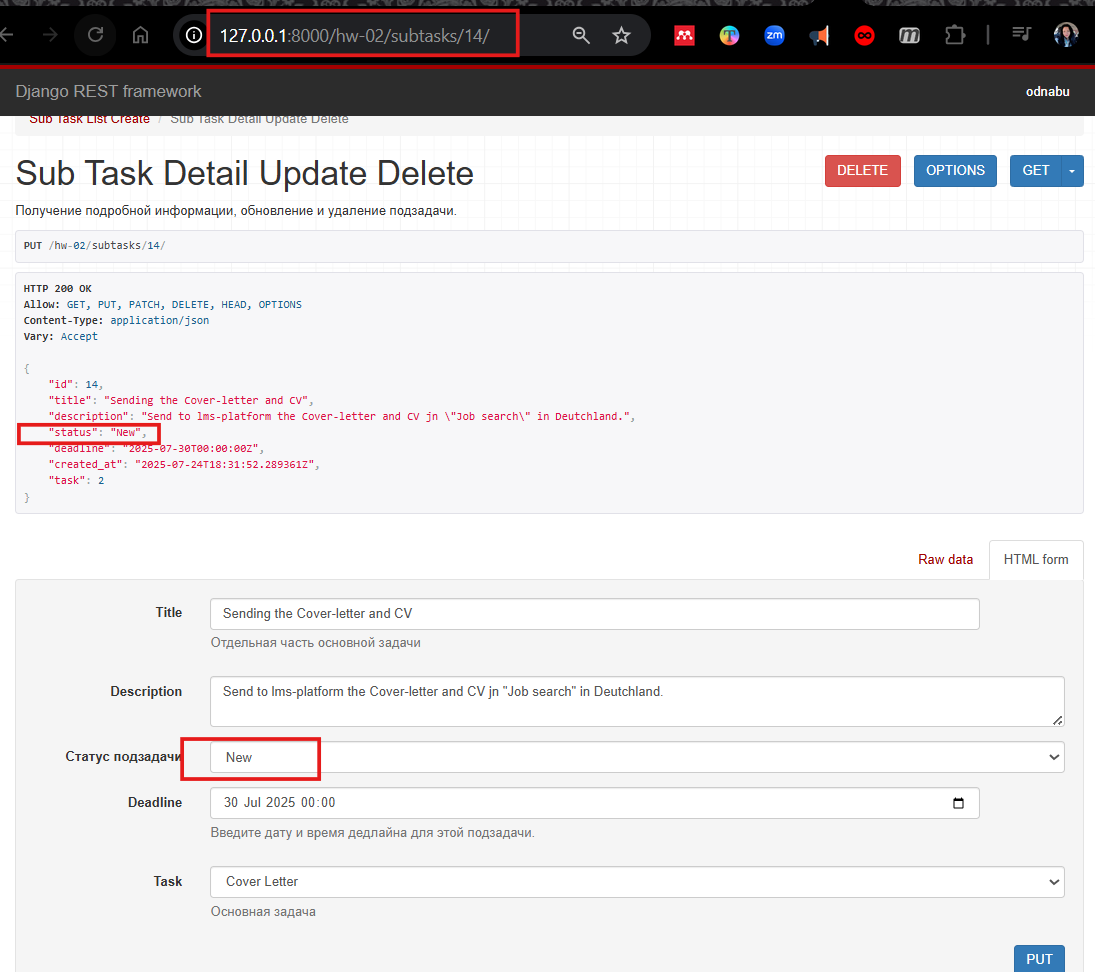 127.0.0.1:8000/hw-02/subtasks/14/
zm
m
Django REST framework
odnabu
Sub Task List Create / Sub Task Detail Update Delete
Sub Task Detail Update Delete
DELETE
OPTIONS
GET
Получение подробной информации, обновление и удаление подзадачи.
PUT /hw-02/subtasks/14/
HTTP 200 OK
Allow: GET, PUT, PATCH, DELETE, HEAD, OPTIONS
Content-Type: application/json
Vary: Accept
{
"id": 14,
"title": "Sending the Cover-letter and CV",
"description": "Send to lms-platform the Cover-letter and CV jn \"Job search\" in Deutchland.",
"status": "New",
"deadline": "2025-07-30T00:00:00Z",
"created_at": "2025-07-24T18:31:52.289361Z",
"task": 2
}
Raw data
HTML form
Title
Sending the Cover-letter and CV
Отдельная часть основной задачи
Description
Send to lms-platform the Cover-letter and CV jn "Job search" in Deutchland.
Статус подзадачи
New
Deadline
30 Jul 2025 00:00
Введите дату и время дедлайна для этой подзадачи.
Task
Cover Letter
Основная задача
PUT